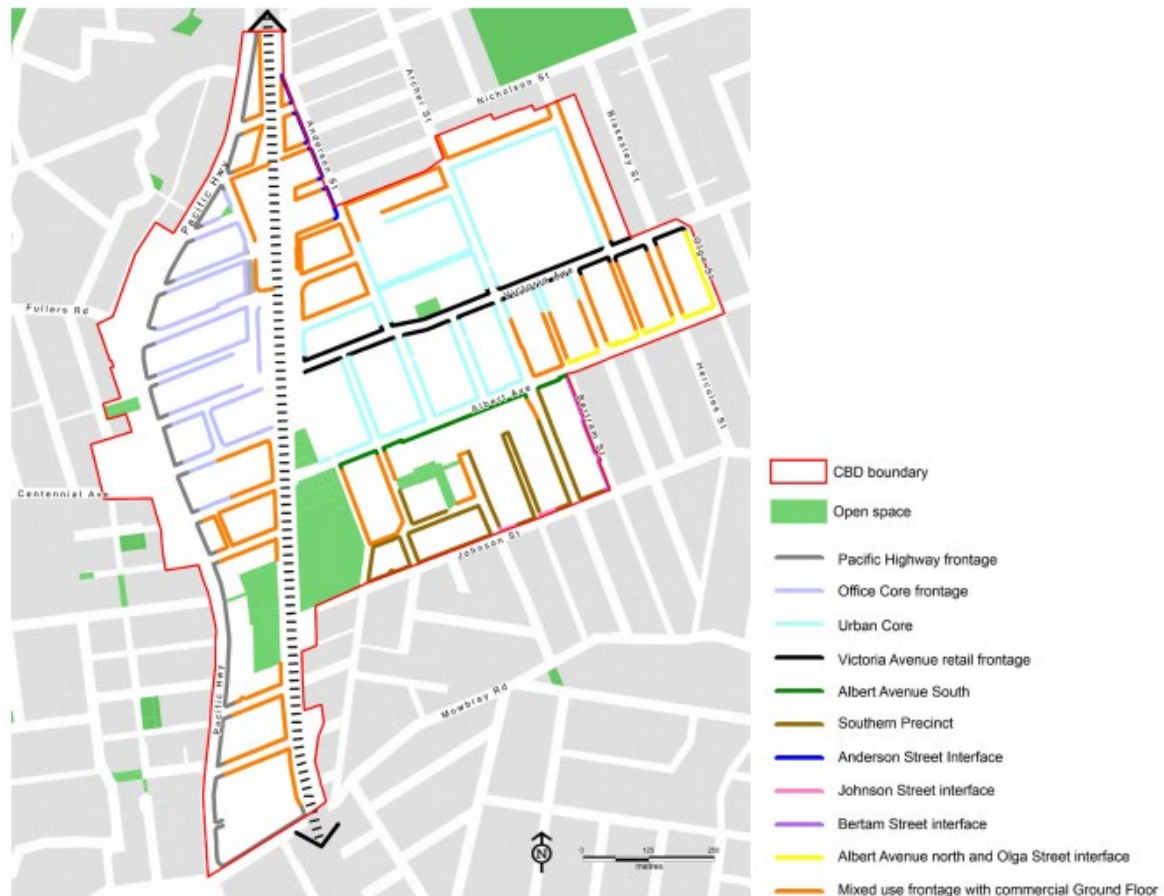 Archer St
Nicholson St
Blakesley St
Anderson St
Pacific Hwy
Olga St
Victoria Ave
Fullers Rd
Hercules St
Albert Ave
Bertram St
Centennial Ave
Johnson St
Mowbray Rd
Pacific Hwy
N
0 125 250
metres
CBD boundary
Open space
Pacific Highway frontage
Office Core frontage
Urban Core
Victoria Avenue retail frontage
Albert Avenue South
Southern Precinct
Anderson Street Interface
Johnson Street interface
Bertam Street interface
Albert Avenue north and Olga Street interface
Mixed use frontage with commercial Ground Floor